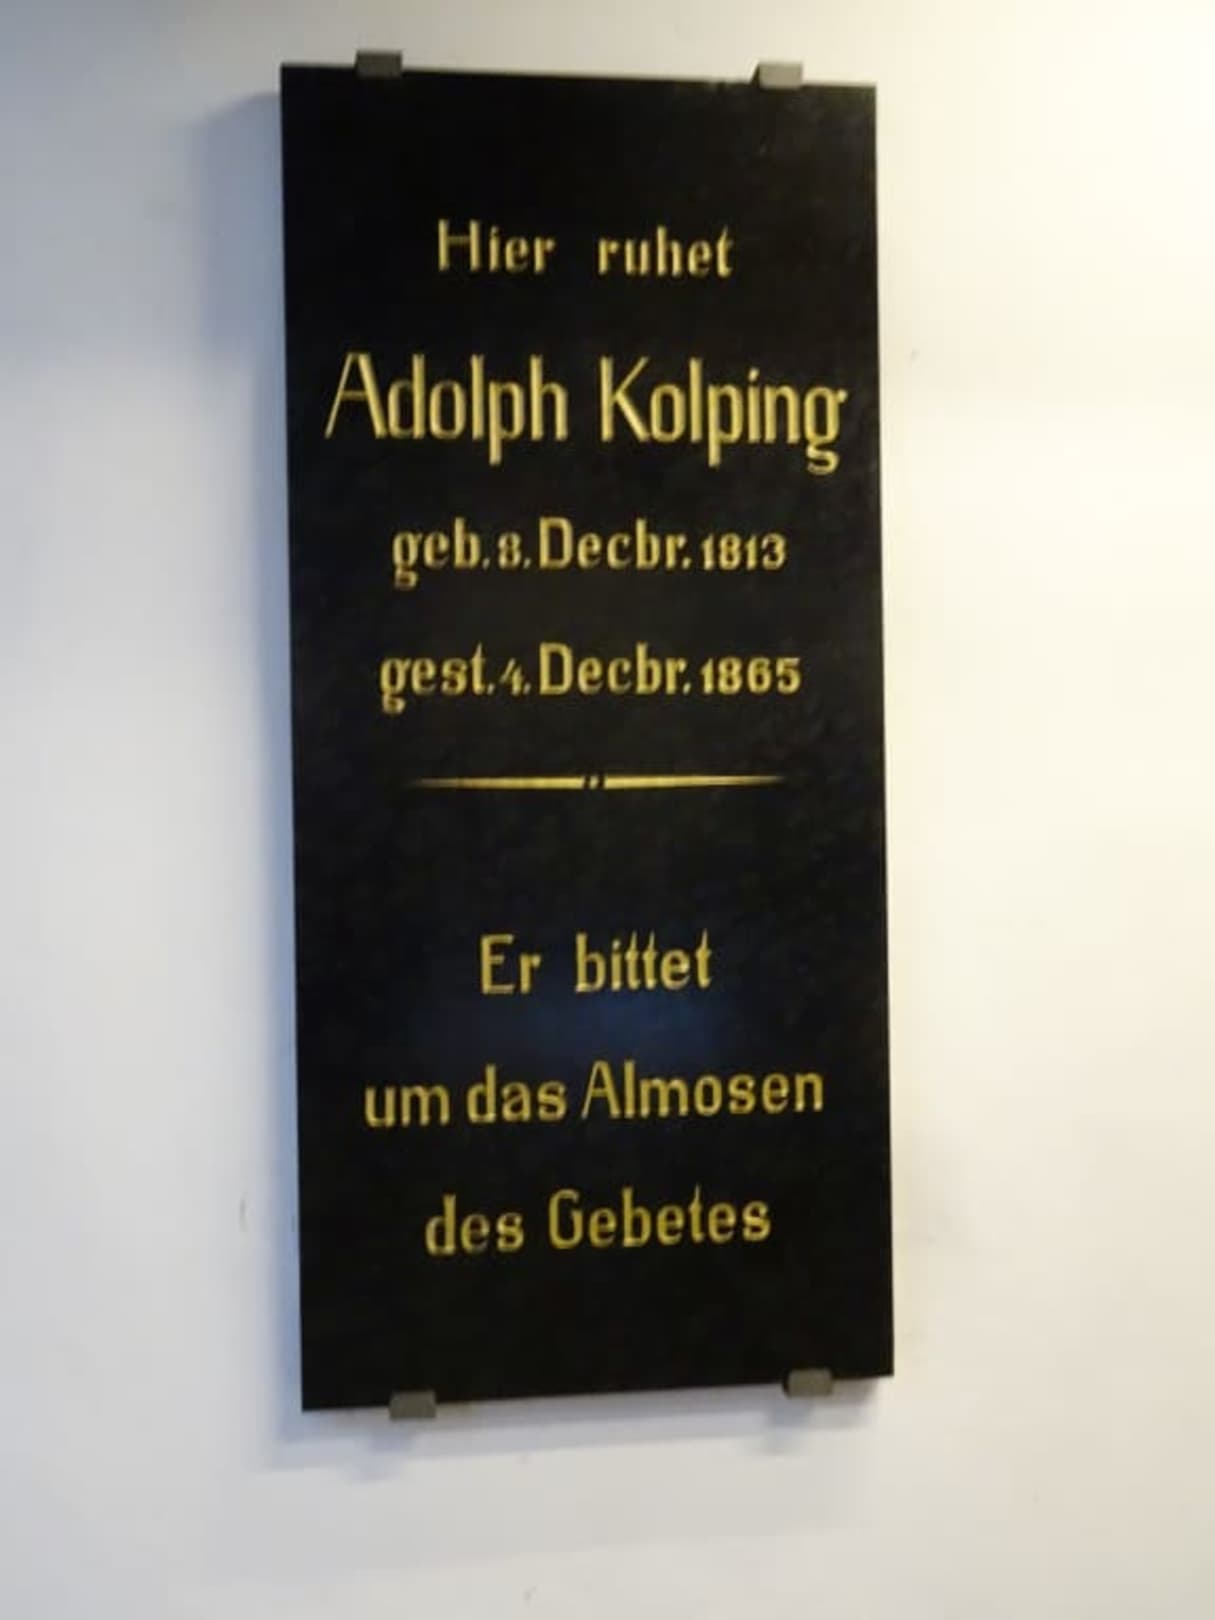 Hier ruhet
Adolph Kolping
geb. 8. Decbr. 1813
gest. 4. Decbr. 1865
Er bittet
um das Almosen
des Gebetes